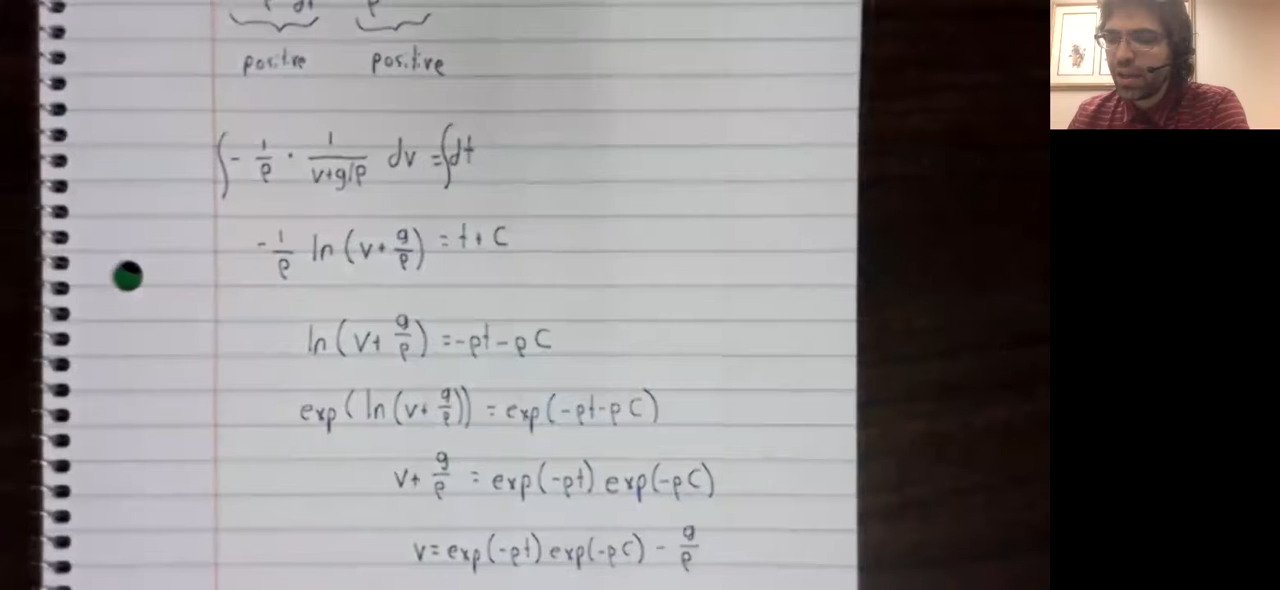 positive positive
∫ - 1/ρ · 1/(v+g/ρ) dv = ∫dt
- 1/ρ ln(v+ g/ρ) = t + C
ln(v+ g/ρ) = -ρt - ρC
exp(ln(v+ g/ρ)) = exp(-ρt-ρC)
v+ g/ρ = exp(-ρt) exp(-ρC)
v = exp(-ρt) exp(-ρC) - g/ρ